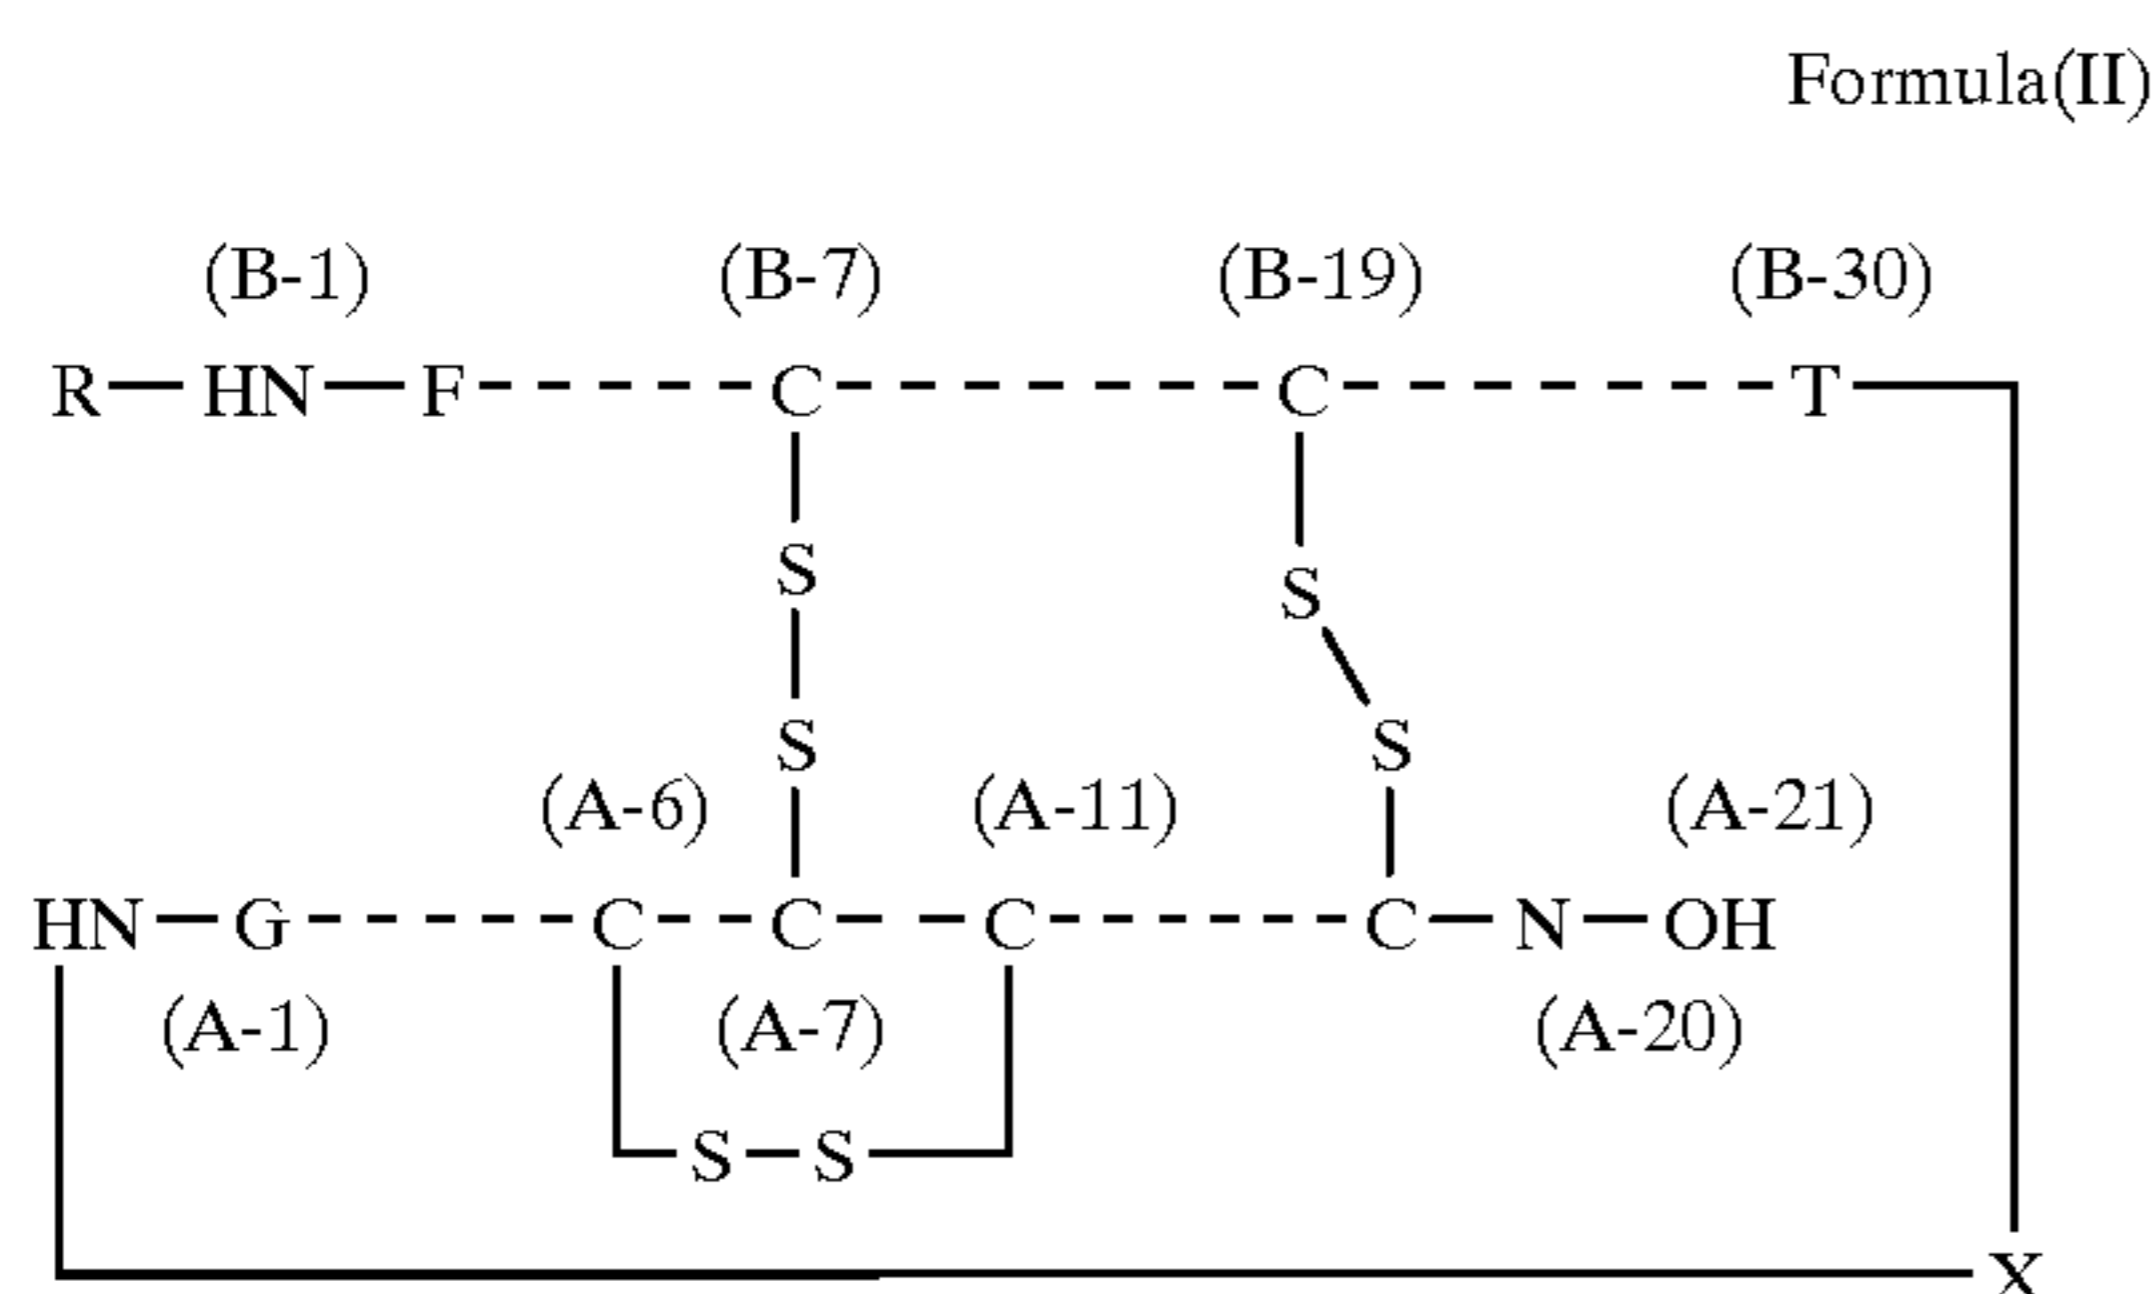 Formula(II)
(B-1) (B-7) (B-19) (B-30)
R HN F C C T
S
S
S
S
(A-6) (A-11) (A-21)
HN G C C C C N OH
(A-1) (A-7) (A-20)
S S
X